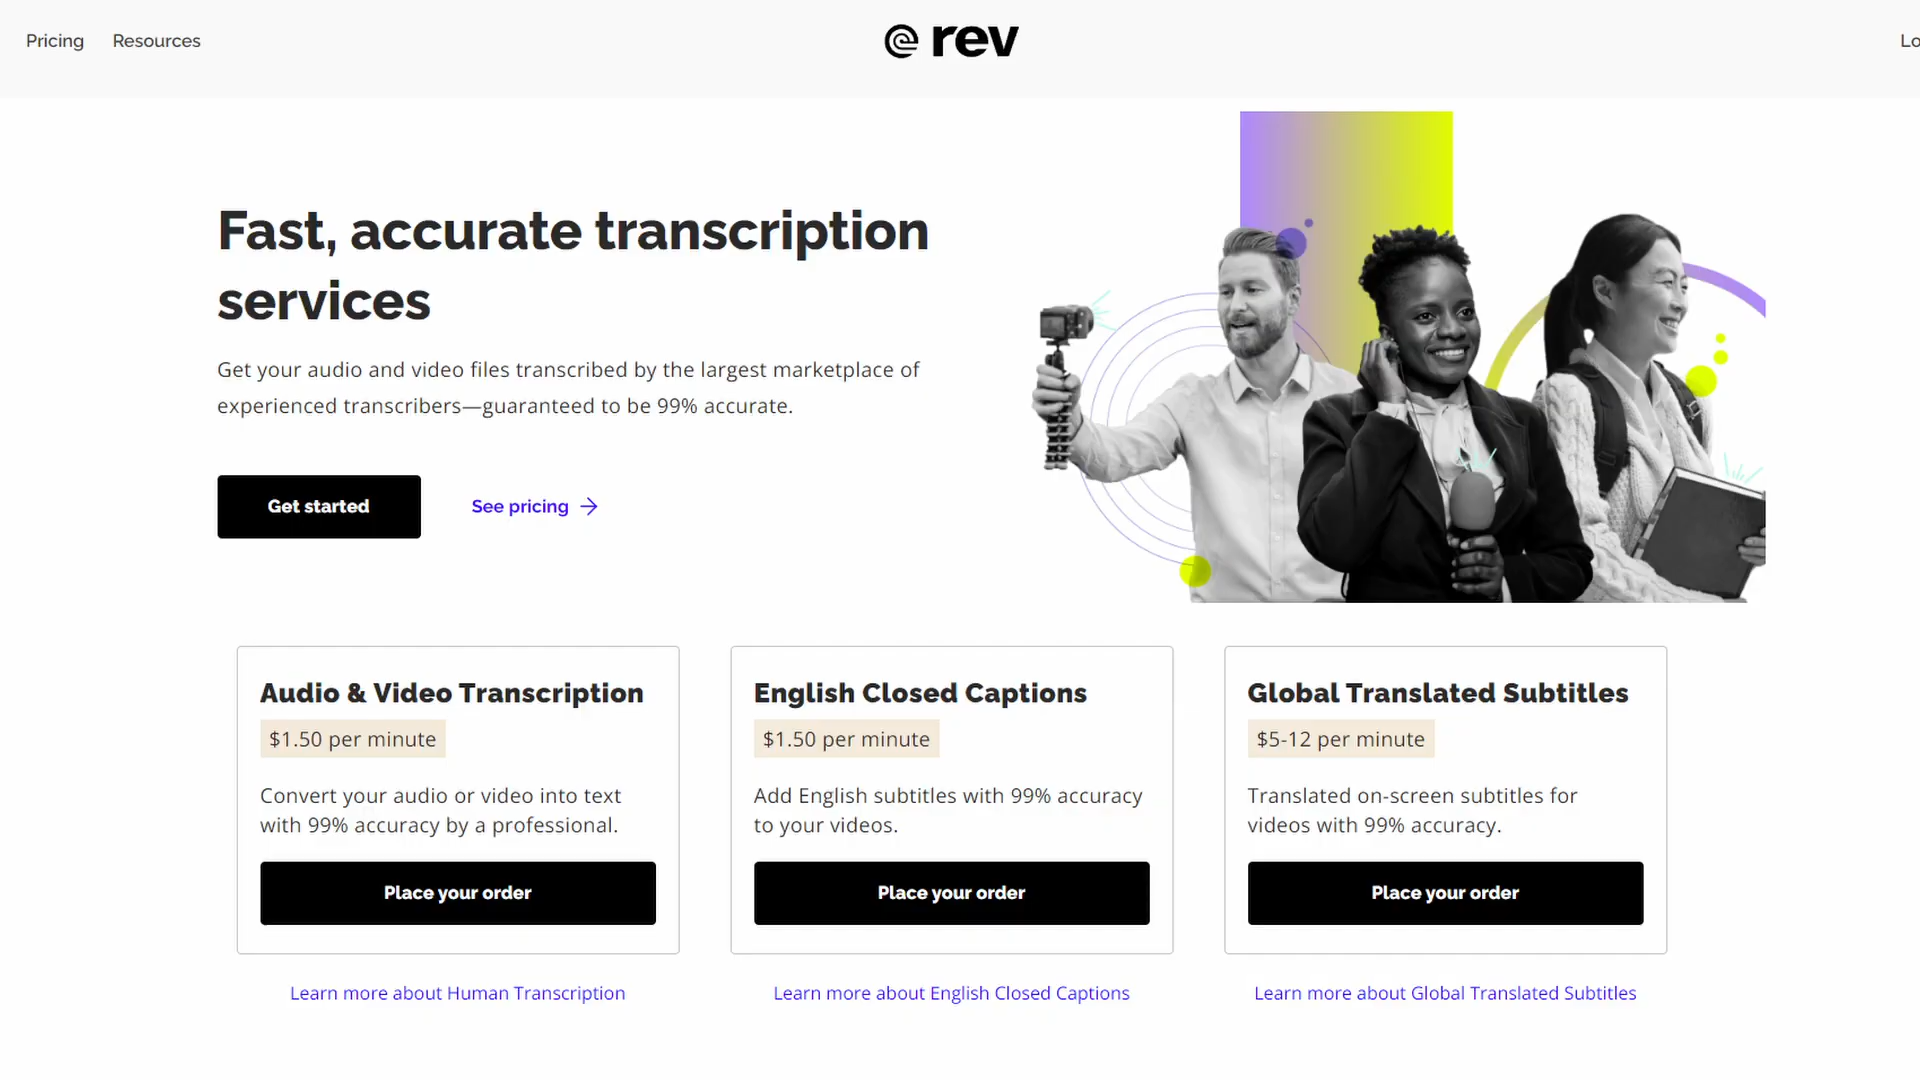 Pricing
Resources
rev
Lo
Fast, accurate transcription
services
Get your audio and video files transcribed by the largest marketplace of
experienced transcribers—guaranteed to be 99% accurate.
Get started
See pricing →
Audio & Video Transcription
$1.50 per minute
Convert your audio or video into text
with 99% accuracy by a professional.
Place your order
Learn more about Human Transcription
English Closed Captions
$1.50 per minute
Add English subtitles with 99% accuracy
to your videos.
Place your order
Learn more about English Closed Captions
Global Translated Subtitles
$5-12 per minute
Translated on-screen subtitles for
videos with 99% accuracy.
Place your order
Learn more about Global Translated Subtitles